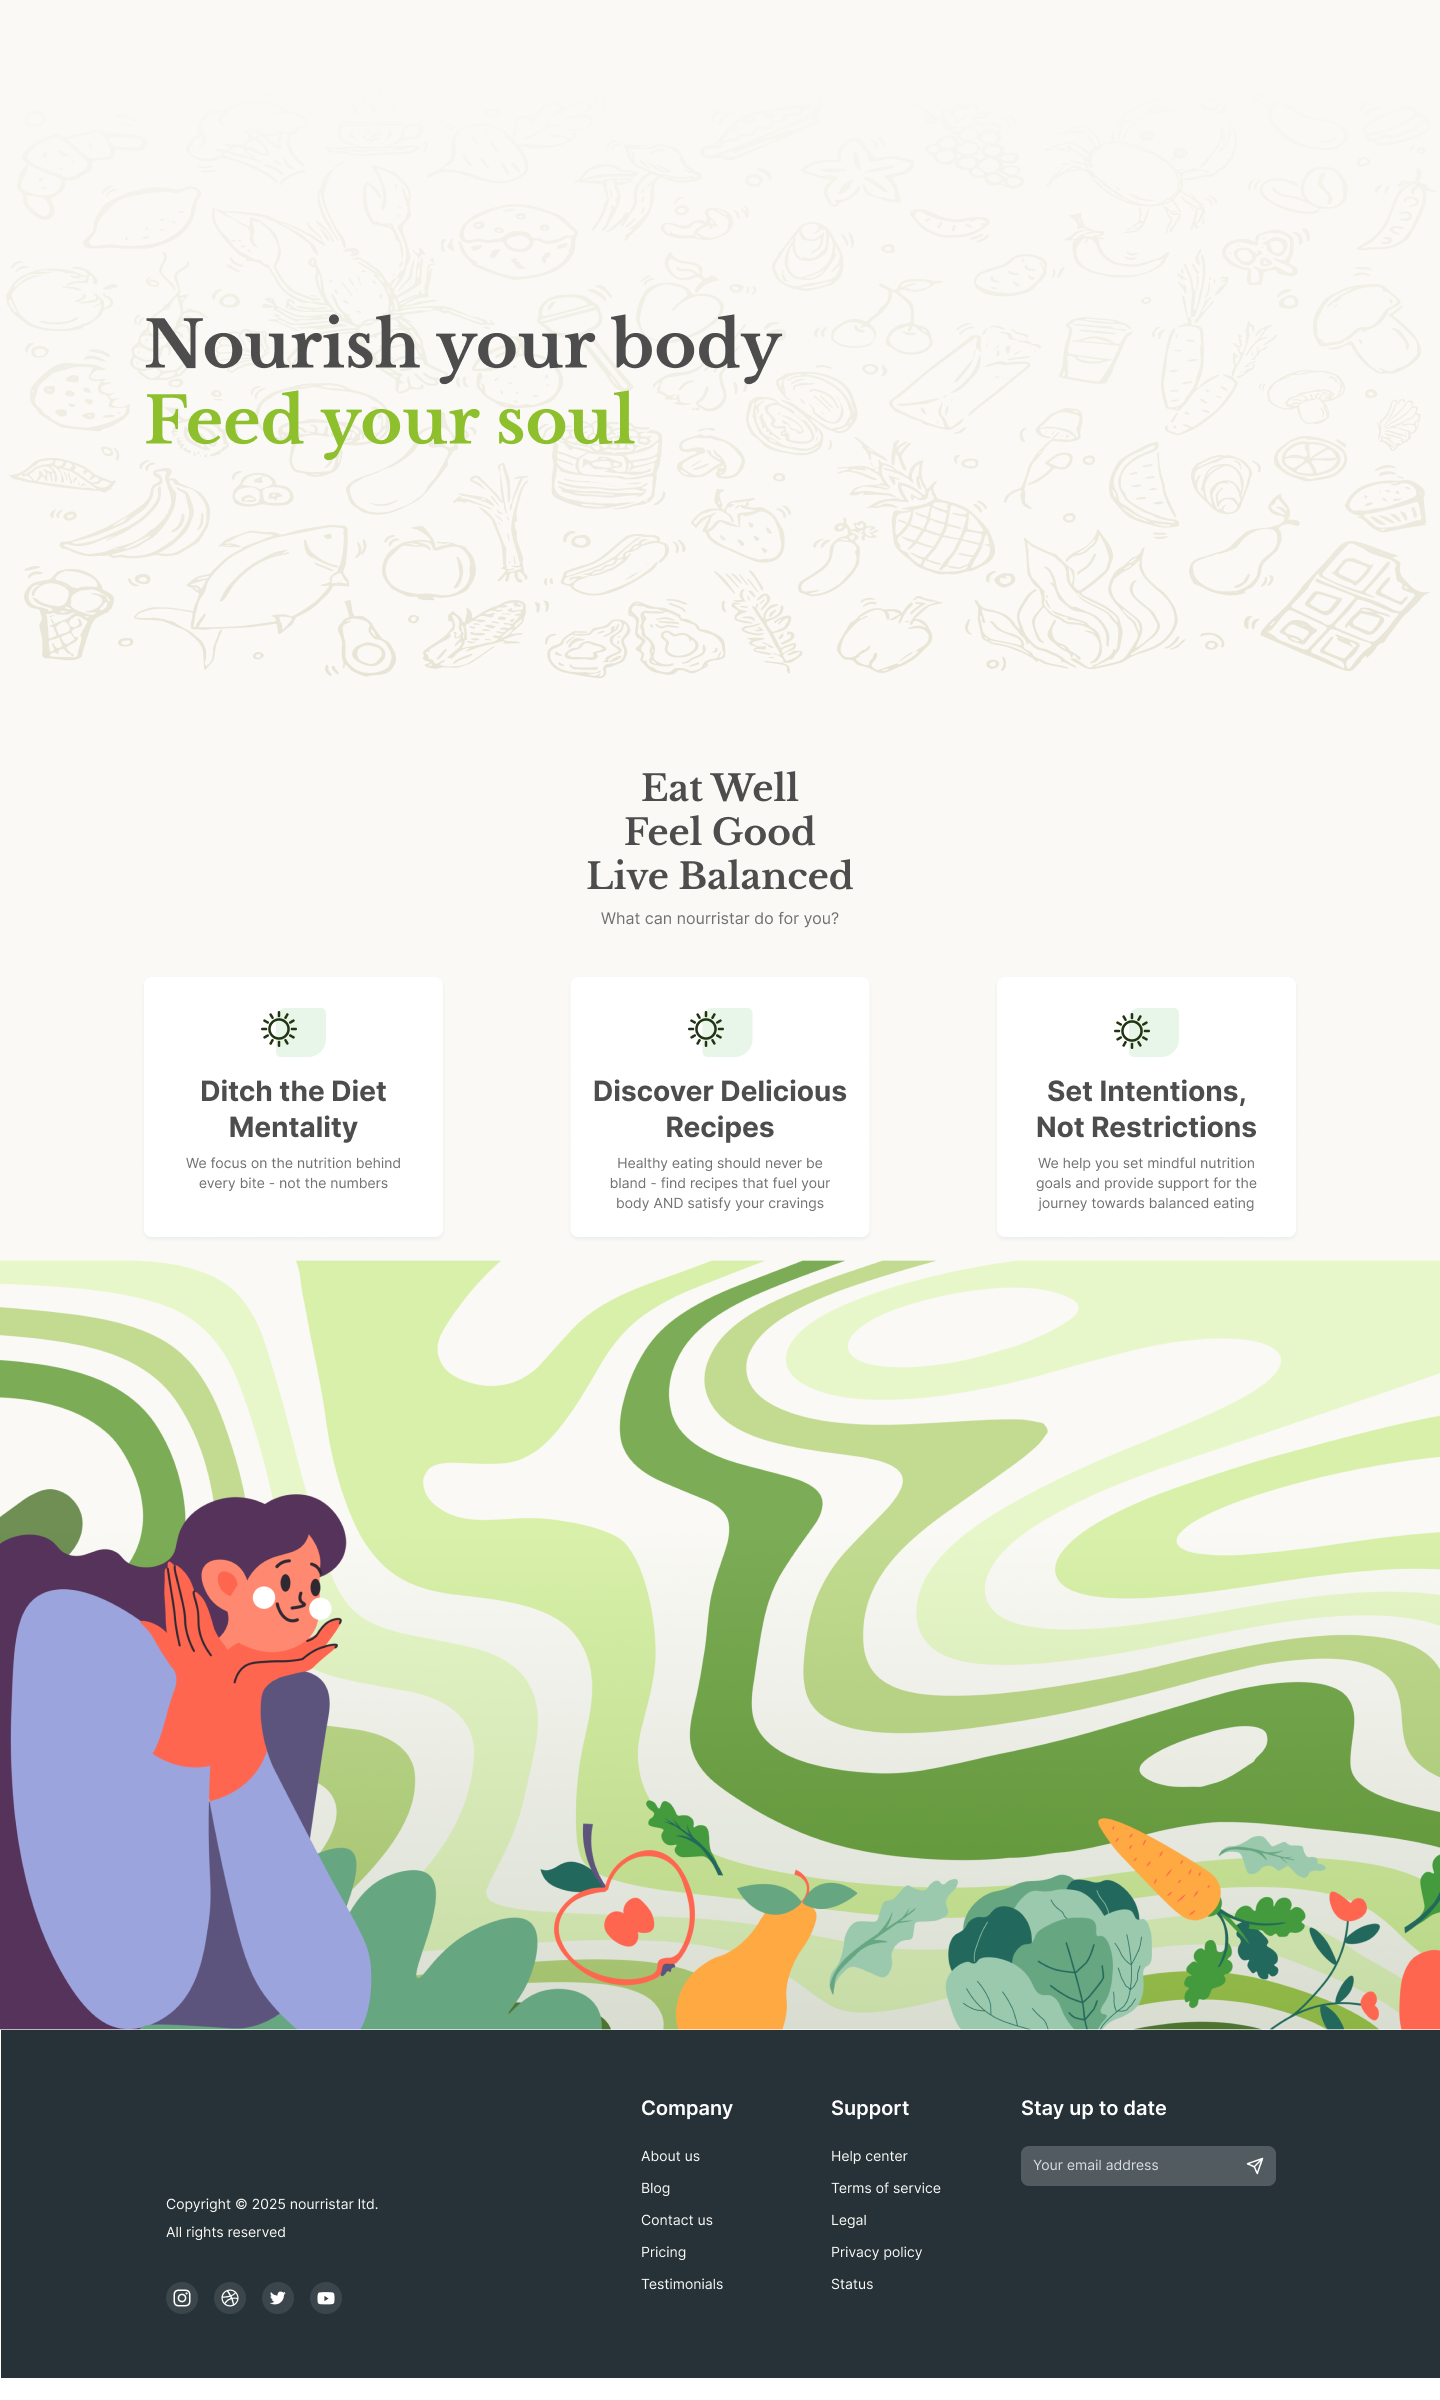 Nourish your body
Feed your soul
Eat Well
Feel Good
Live Balanced
What can nourristar do for you?
Ditch the Diet
Mentality
We focus on the nutrition behind
every bite - not the numbers
Discover Delicious
Recipes
Healthy eating should never be
bland - find recipes that fuel your
body AND satisfy your cravings
Set Intentions,
Not Restrictions
We help you set mindful nutrition
goals and provide support for the
journey towards balanced eating
Copyright © 2025 nourristar ltd.
All rights reserved
Company
About us
Blog
Contact us
Pricing
Testimonials
Support
Help center
Terms of service
Legal
Privacy policy
Status
Stay up to date
Your email address